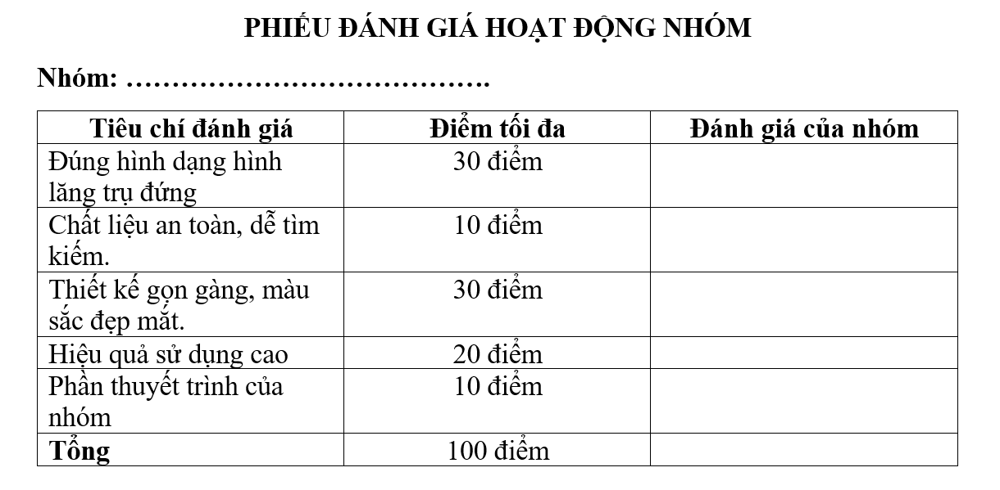 PHIẾU ĐÁNH GIÁ HOẠT ĐỘNG NHÓM
Nhóm: ………………………………….
Tiêu chí đánh giá Điểm tối đa Đánh giá của nhóm
Đúng hình dạng hình 30 điểm
lăng trụ đứng
Chất liệu an toàn, dễ tìm 10 điểm
kiếm.
Thiết kế gọn gàng, màu 30 điểm
sắc đẹp mắt.
Hiệu quả sử dụng cao 20 điểm
Phần thuyết trình của 10 điểm
nhóm
Tổng 100 điểm